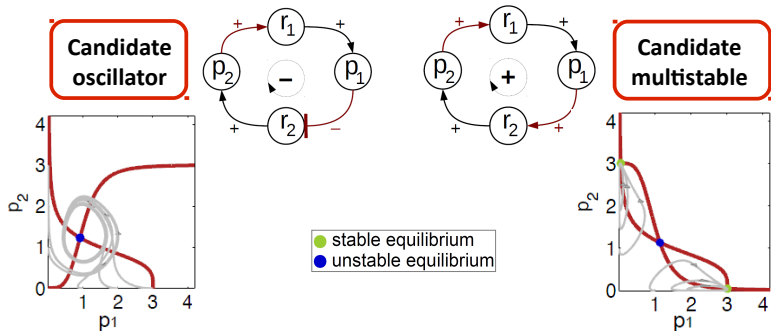 Candidate
oscillator
+ r1 +
p2 − p1
+ r2 −
+ r1 +
p2 + p1
+ r2 +
Candidate
multistable
4
3
p2
2
1
0
1 2 3 4
p1
stable equilibrium
unstable equilibrium
4
3
p2
2
1
0
0 1 2 3 4
p1